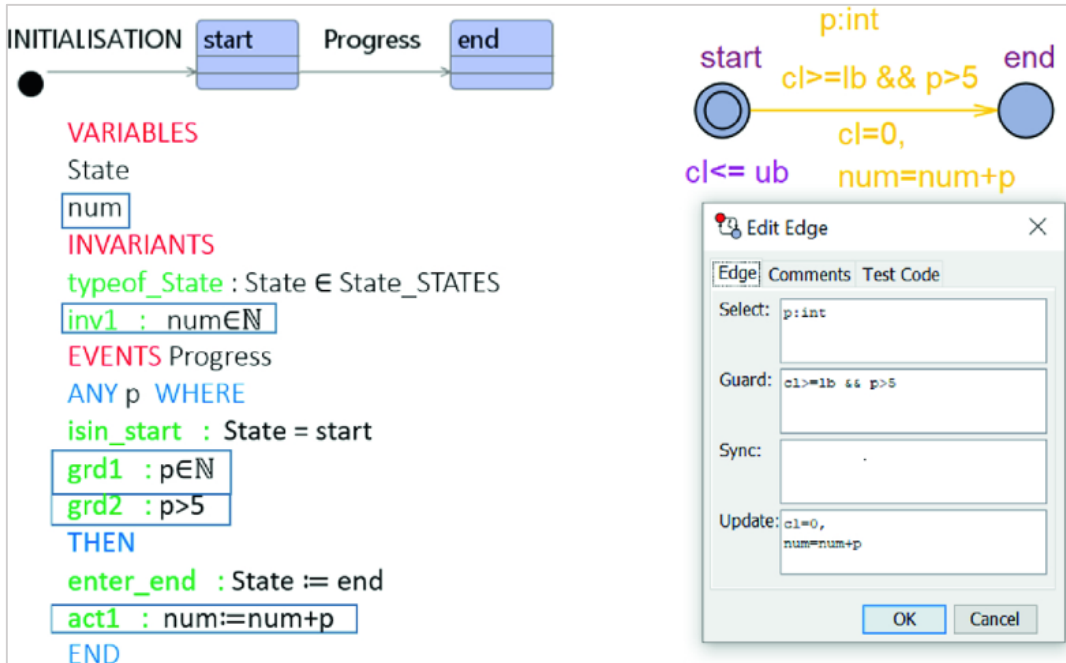 INITIALISATION start Progress end
VARIABLES
State
num
INVARIANTS
typeof_State : State ∈ State_STATES
inv1 : num∈ℕ
EVENTS Progress
ANY p WHERE
isin_start : State = start
grd1 : p∈ℕ
grd2 : p>5
THEN
enter_end : State ≔ end
act1 : num≔num+p
END
p:int
start end
cl>=lb && p>5
cl=0,
cl<= ub num=num+p
Edit Edge
Edge Comments Test Code
Select: p:int
Guard: cl>=lb && p>5
Sync:
Update: cl=0,
num=num+p
OK Cancel